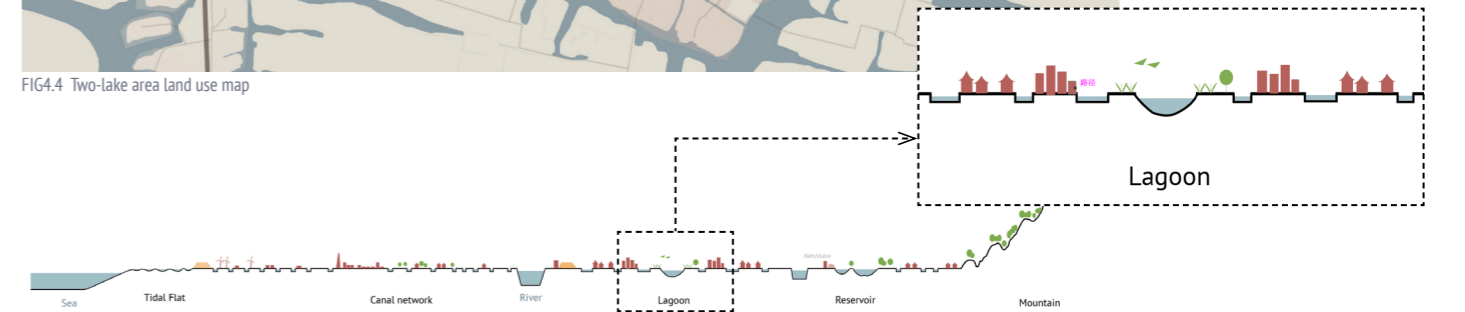 FIG4.4 Two-lake area land use map
路径
Lagoon
Sea
Tidal Flat
Canal network
River
Lagoon
Reservoir
Mountain